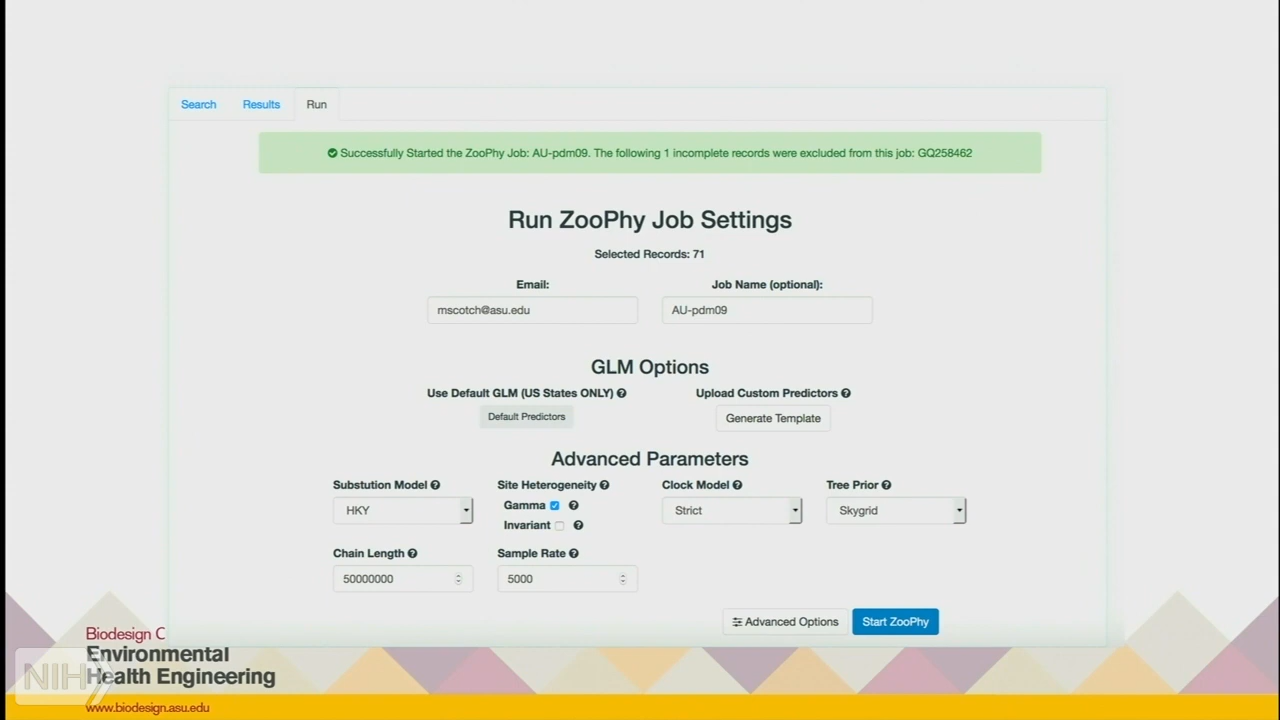 Search Results Run
Successfully Started the ZooPhy Job: AU-pdm09. The following 1 incomplete records were excluded from this job: GQ258462
Run ZooPhy Job Settings
Selected Records: 71
Email: Job Name (optional):
mscotch@asu.edu AU-pdm09
GLM Options
Use Default GLM (US States ONLY) Upload Custom Predictors
Default Predictors Generate Template
Advanced Parameters
Substution Model Site Heterogeneity Clock Model Tree Prior
HKY Gamma Strict Skygrid
Invariant
Chain Length Sample Rate
50000000 5000
Advanced Options Start ZooPhy
Biodesign C
Environmental
Health Engineering
NIH
www.biodesign.asu.edu